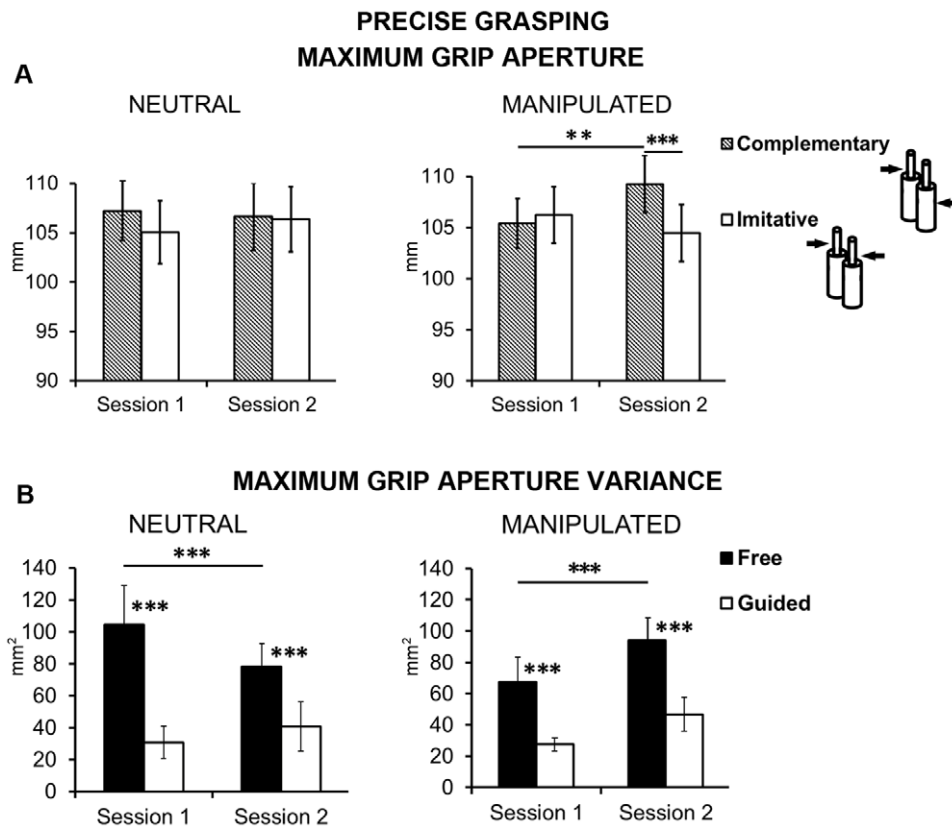 PRECISE GRASPING
MAXIMUM GRIP APERTURE
A
NEUTRAL
MANIPULATED
** ***
Complementary
Imitative
110
105
100
95
90
mm
Session 1 Session 2
110
105
100
95
90
mm
Session 1 Session 2
MAXIMUM GRIP APERTURE VARIANCE
B
NEUTRAL
MANIPULATED
***
*** ***
140
120
100
80
60
40
20
0
mm²
Session 1 Session 2
***
*** ***
140
120
100
80
60
40
20
0
mm²
Session 1 Session 2
Free
Guided